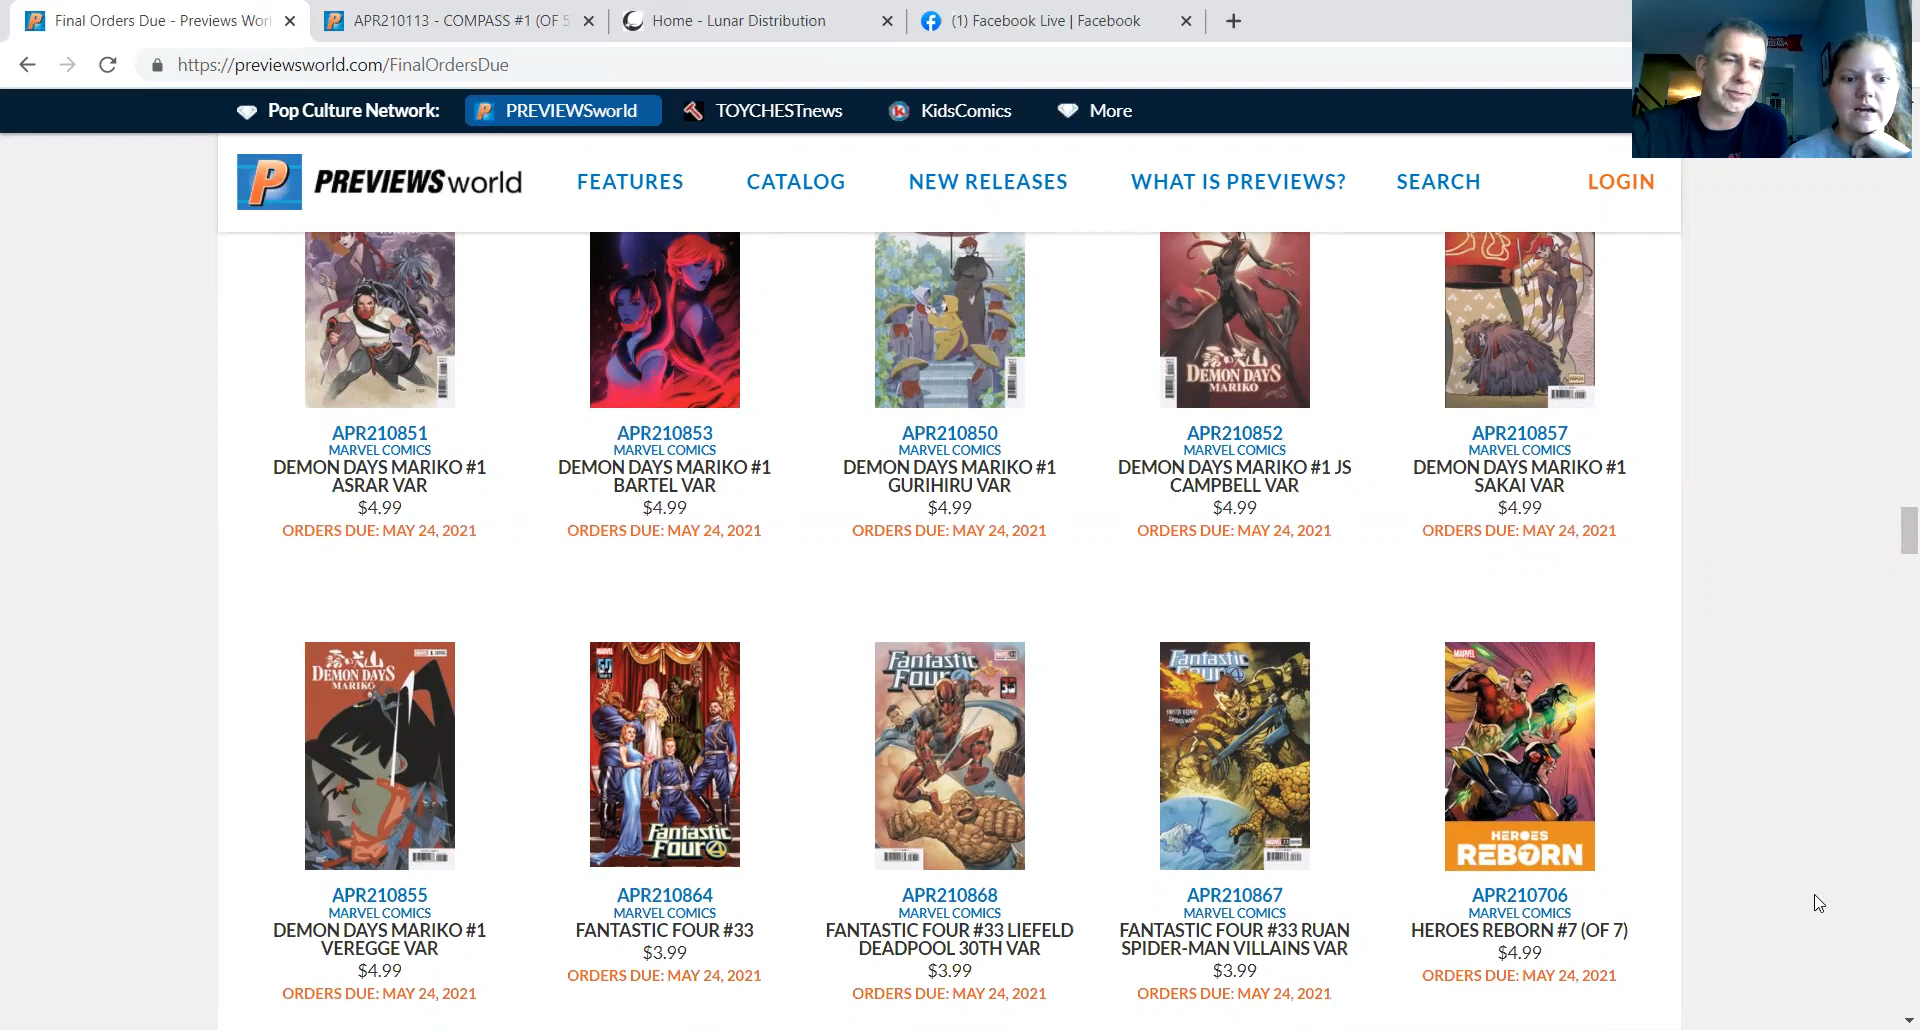 Final Orders Due - Previews Wor
APR210113 - COMPASS #1 (OF 5
Home - Lunar Distribution
(1) Facebook Live | Facebook
https://previewsworld.com/FinalOrdersDue
Pop Culture Network:
PREVIEWSworld
TOYCHESTnews
KidsComics
More
PREVIEWSworld
FEATURES
CATALOG
NEW RELEASES
WHAT IS PREVIEWS?
SEARCH
LOGIN
DEMON DAYS
MARIKO
APR210851
MARVEL COMICS
DEMON DAYS MARIKO #1
ASRAR VAR
$4.99
ORDERS DUE: MAY 24, 2021
APR210853
MARVEL COMICS
DEMON DAYS MARIKO #1
BARTEL VAR
$4.99
ORDERS DUE: MAY 24, 2021
APR210850
MARVEL COMICS
DEMON DAYS MARIKO #1
GURIHIRU VAR
$4.99
ORDERS DUE: MAY 24, 2021
APR210852
MARVEL COMICS
DEMON DAYS MARIKO #1 JS
CAMPBELL VAR
$4.99
ORDERS DUE: MAY 24, 2021
APR210857
MARVEL COMICS
DEMON DAYS MARIKO #1
SAKAI VAR
$4.99
ORDERS DUE: MAY 24, 2021
DEMON DAYS
MARIKO
MARVEL
Fantastic
Four
Fantastic
Four
Fantastic
Four
MARVEL
HEROES
REBORN
APR210855
MARVEL COMICS
DEMON DAYS MARIKO #1
VEREGGE VAR
$4.99
ORDERS DUE: MAY 24, 2021
APR210864
MARVEL COMICS
FANTASTIC FOUR #33
$3.99
ORDERS DUE: MAY 24, 2021
APR210868
MARVEL COMICS
FANTASTIC FOUR #33 LIEFELD
DEADPOOL 30TH VAR
$3.99
ORDERS DUE: MAY 24, 2021
APR210867
MARVEL COMICS
FANTASTIC FOUR #33 RUAN
SPIDER-MAN VILLAINS VAR
$3.99
ORDERS DUE: MAY 24, 2021
APR210706
MARVEL COMICS
HEROES REBORN #7 (OF 7)
$4.99
ORDERS DUE: MAY 24, 2021